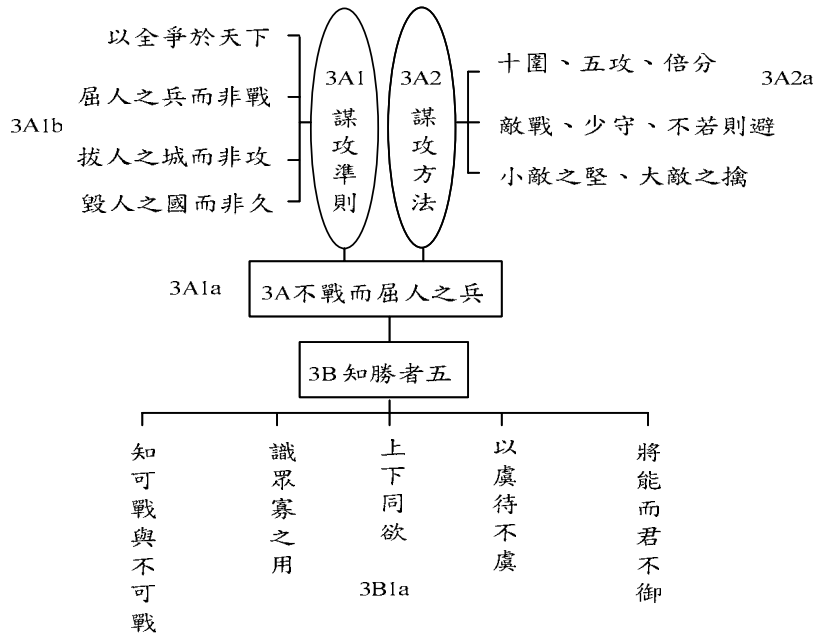 以全爭於天下
屈人之兵而非戰
3A1b
拔人之城而非攻
毀人之國而非久
3A1
謀攻準則
3A2
謀攻方法
十圍、五攻、倍分
3A2a
敵戰、少守、不若則避
小敵之堅、大敵之擒
3A1a
3A不戰而屈人之兵
3B 知勝者五
知可戰與不可戰
識眾寡之用
上下同欲
以虞待不虞
將能而君不御
3B1a